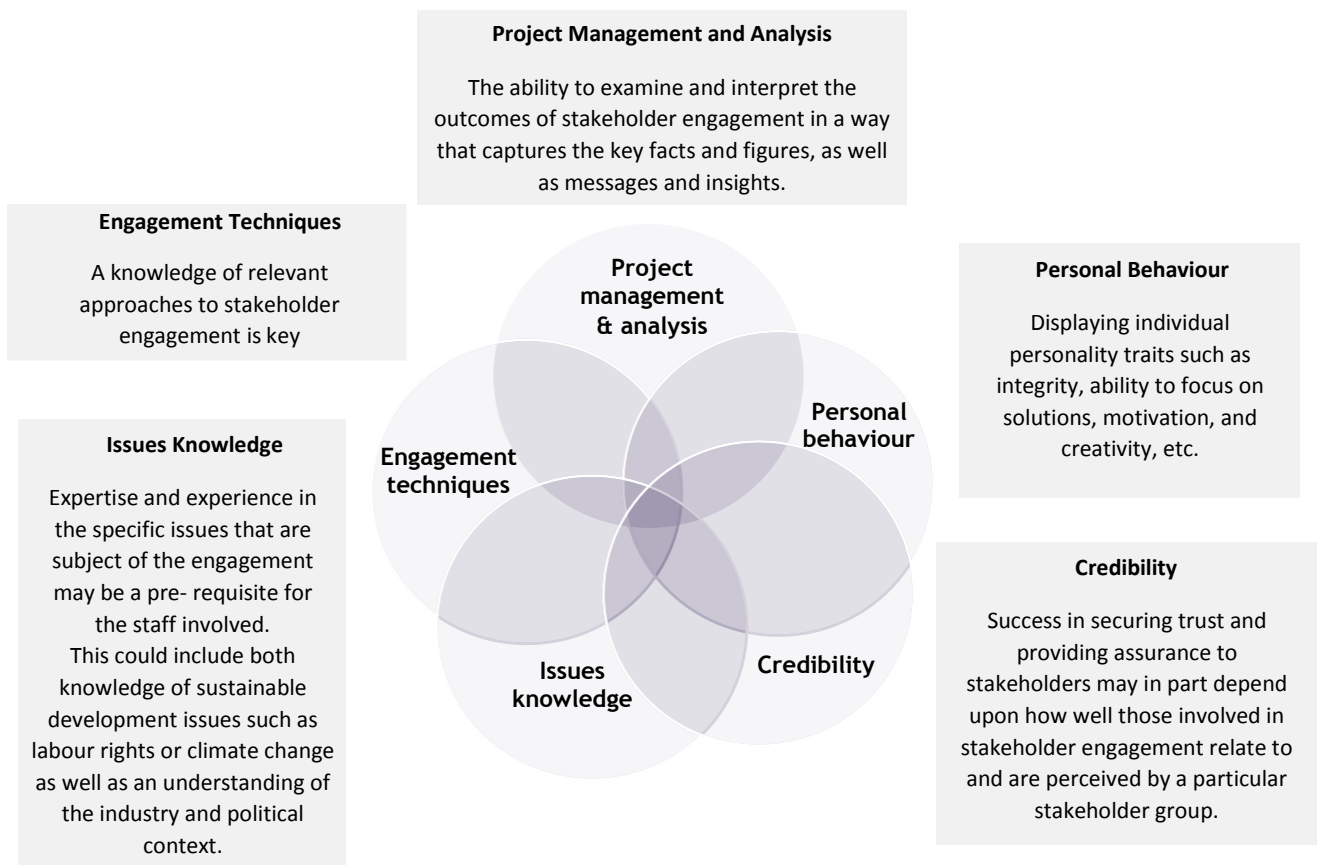 Project Management and Analysis
The ability to examine and interpret the
outcomes of stakeholder engagement in a way
that captures the key facts and figures, as well
as messages and insights.
Engagement Techniques
A knowledge of relevant
approaches to stakeholder
engagement is key
Personal Behaviour
Displaying individual
personality traits such as
integrity, ability to focus on
solutions, motivation, and
creativity, etc.
Issues Knowledge
Expertise and experience in
the specific issues that are
subject of the engagement
may be a pre- requisite for
the staff involved.
This could include both
knowledge of sustainable
development issues such as
labour rights or climate change
as well as an understanding of
the industry and political
context.
Credibility
Success in securing trust and
providing assurance to
stakeholders may in part depend
upon how well those involved in
stakeholder engagement relate to
and are perceived by a particular
stakeholder group.
Project
management
& analysis
Personal
behaviour
Engagement
techniques
Issues
knowledge
Credibility